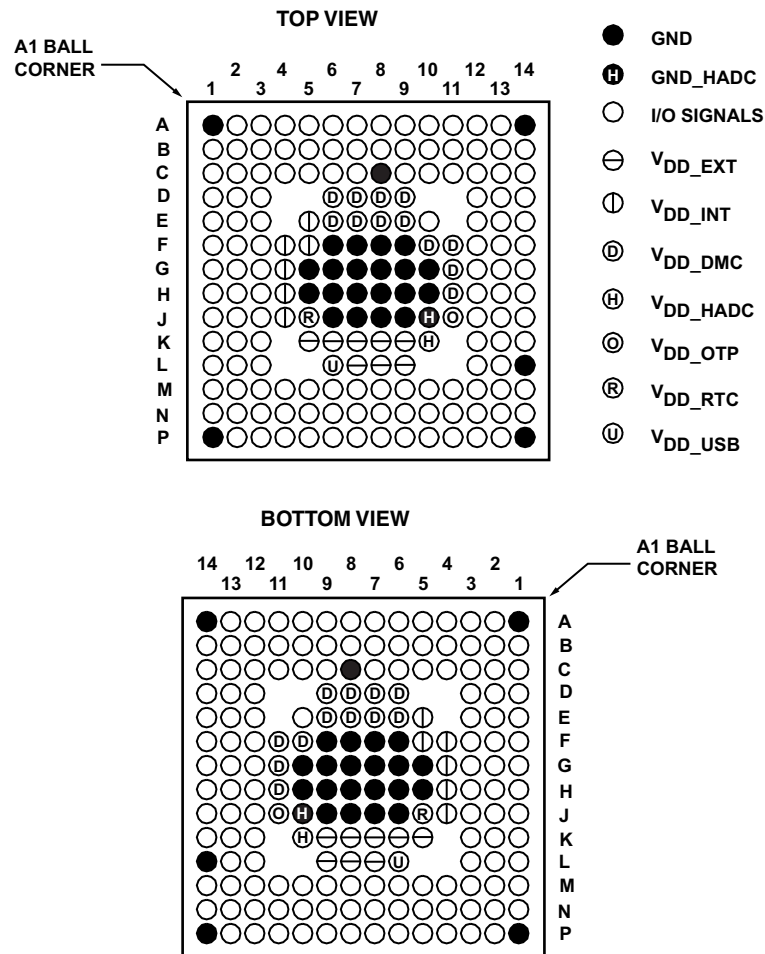 TOP VIEW
A1 BALL
CORNER
2 4 6 8 10 12 14
1 3 5 7 9 11 13
A
B
C
D D D D D
E D D D D
F D D
G D
H D
J R H O
K H
L U
M
N
P
GND
H GND_HADC
I/O SIGNALS
VDD_EXT
VDD_INT
D VDD_DMC
H VDD_HADC
O VDD_OTP
R VDD_RTC
U VDD_USB
BOTTOM VIEW
A1 BALL
CORNER
14 12 10 8 6 4 2
13 11 9 7 5 3 1
A
B
C
D D D D D
D D D D E
D D F
D G
D H
O H R J
H K
U L
M
N
P